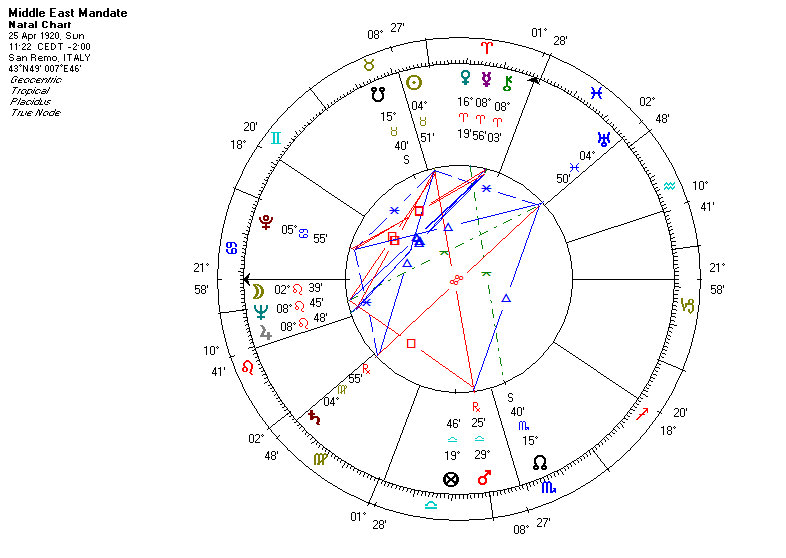 Middle East Mandate
Natal Chart
25 Apr 1920, Sun
11:22 CEDT -2:00
San Remo, ITALY
43°N49' 007°E46'
Geocentric
Tropical
Placidus
True Node
08° ♉ 27'
♈ 01° 28'
♓ 02° 48'
♒ 10° 41'
21° 58' ♑
20' 18° ♐
♏ 08° 27'
♎ 01° 28'
♍ 02° 48'
♌ 10° 41'
♋ 21° 58'
♊ 20' 18°
☋ 15° ♉ 40' S
☉ 04° ♉ 51'
♀ 16° ♈ 19'
☿ 08° ♈ 56'
⚷ 08° ♈ 03'
♅ 04° ♓ 50'
♇ 05° ♋ 55'
☽ 02° ♌ 39'
♆ 08° ♌ 45'
♃ 08° ♌ 48'
♄ 04° ♍ 55' ℞
⊗ 19° ♎ 46'
♂ 29° ♎ 25' ℞
☊ 15° ♏ 40' S